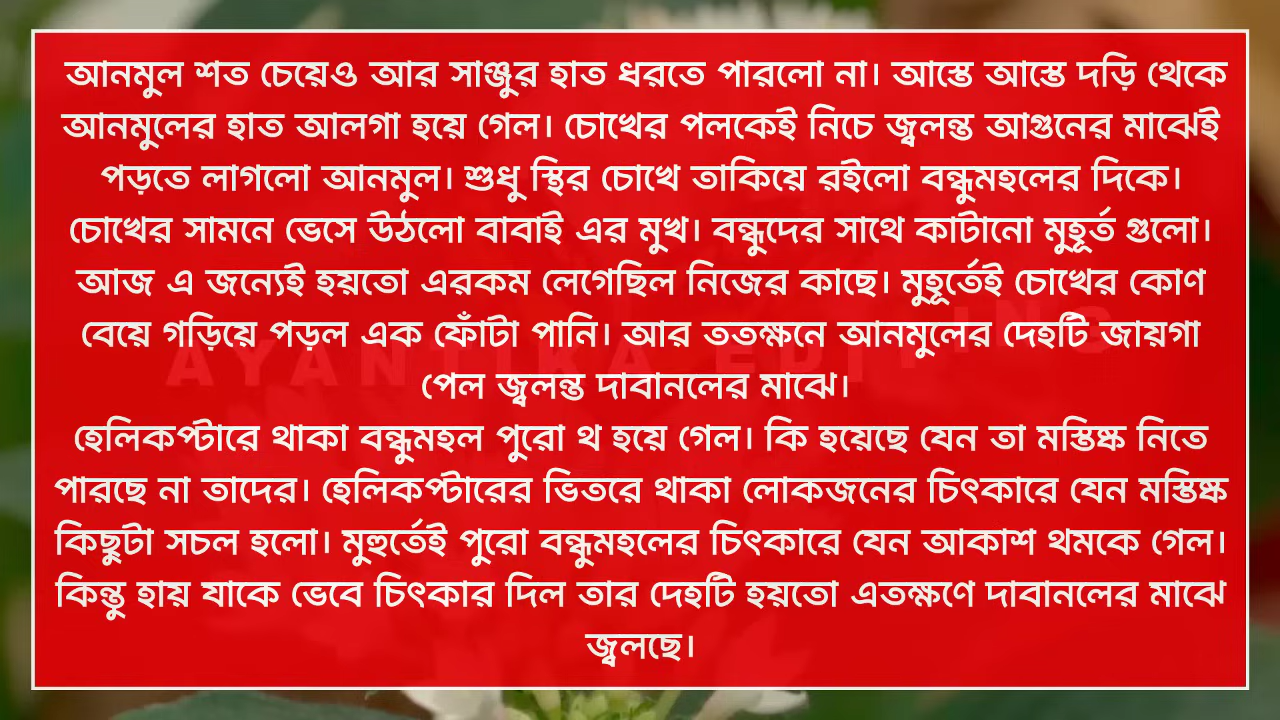 আনমুল শত চেয়েও আর সাঞ্জুর হাত ধরতে পারলো না। আস্তে আস্তে দড়ি থেকে
আনমুলের হাত আলগা হয়ে গেল। চোখের পলকেই নিচে জ্বলন্ত আগুনের মাঝেই
পড়তে লাগলো আনমুল। শুধু স্থির চোখে তাকিয়ে রইলো বন্ধুমহলের দিকে।
চোখের সামনে ভেসে উঠলো বাবাই এর মুখ। বন্ধুদের সাথে কাটানো মুহূর্ত গুলো।
আজ এ জন্যেই হয়তো এরকম লেগেছিল নিজের কাছে। মুহূর্তেই চোখের কোণ
বেয়ে গড়িয়ে পড়ল এক ফোঁটা পানি। আর ততক্ষনে আনমুলের দেহটি জায়গা
AYANTIKA EDITING
পেল জ্বলন্ত দাবানলের মাঝে।
হেলিকপ্টারে থাকা বন্ধুমহল পুরো থ হয়ে গেল। কি হয়েছে যেন তা মস্তিষ্ক নিতে
পারছে না তাদের। হেলিকপ্টারের ভিতরে থাকা লোকজনের চিৎকারে যেন মস্তিষ্ক
কিছুটা সচল হলো। মুহুর্তেই পুরো বন্ধুমহলের চিৎকারে যেন আকাশ থমকে গেল।
কিন্তু হায় যাকে ভেবে চিৎকার দিল তার দেহটি হয়তো এতক্ষণে দাবানলের মাঝে
জ্বলছে।